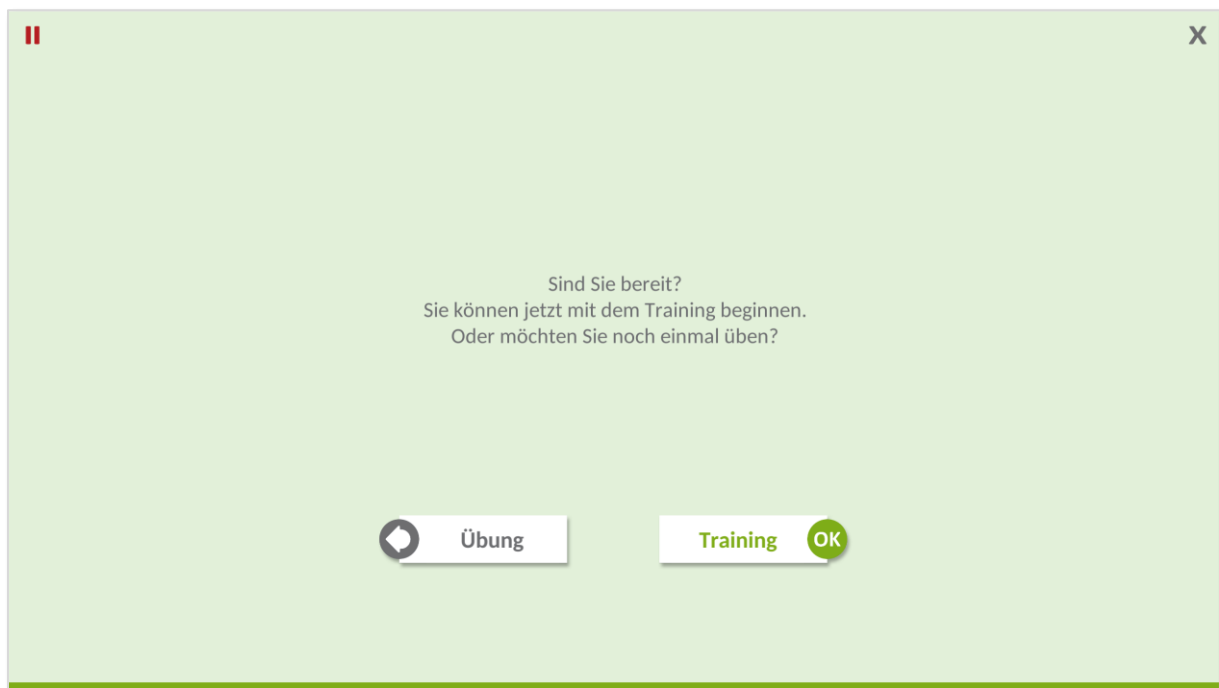 X
Sind Sie bereit?
Sie können jetzt mit dem Training beginnen.
Oder möchten Sie noch einmal üben?
Übung
Training OK